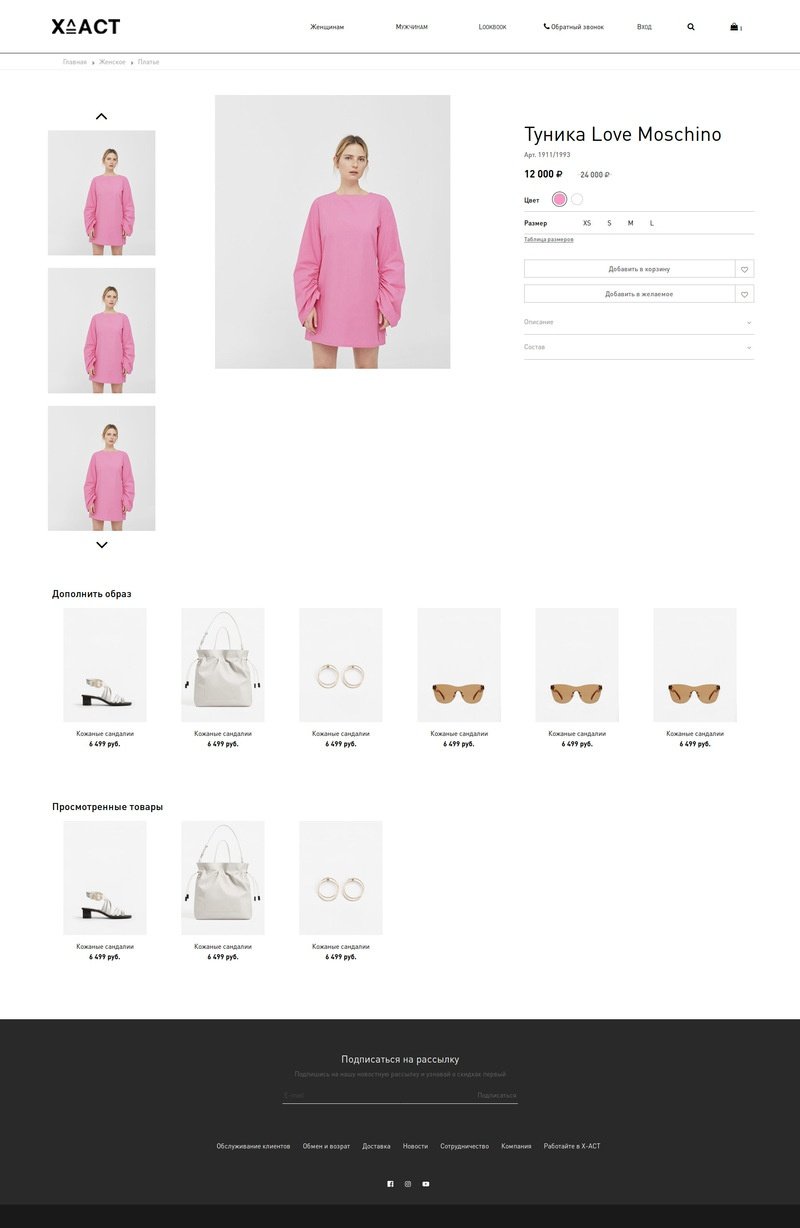 X-ACT
Женщинам
Мужчинам
Lookbook
Обратный звонок
Вход
Главная › Женское › Платье
Туника Love Moschino
Арт. 1911/1993
12 000 ₽ 24 000 ₽
Цвет
Размер XS S M L
Таблица размеров
Добавить в корзину
Добавить в желаемое
Описание
Состав
Дополнить образ
Кожаные сандалии Кожаные сандалии Кожаные сандалии Кожаные сандалии Кожаные сандалии Кожаные сандалии
6 499 руб. 6 499 руб. 6 499 руб. 6 499 руб. 6 499 руб. 6 499 руб.
Просмотренные товары
Кожаные сандалии Кожаные сандалии Кожаные сандалии
6 499 руб. 6 499 руб. 6 499 руб.
Подписаться на рассылку
Подпишись на нашу новостную рассылку и узнавай о скидках первый
E-mail Подписаться
Обслуживание клиентов Обмен и возрат Доставка Новости Сотрудничество Компания Работайте в X-ACT